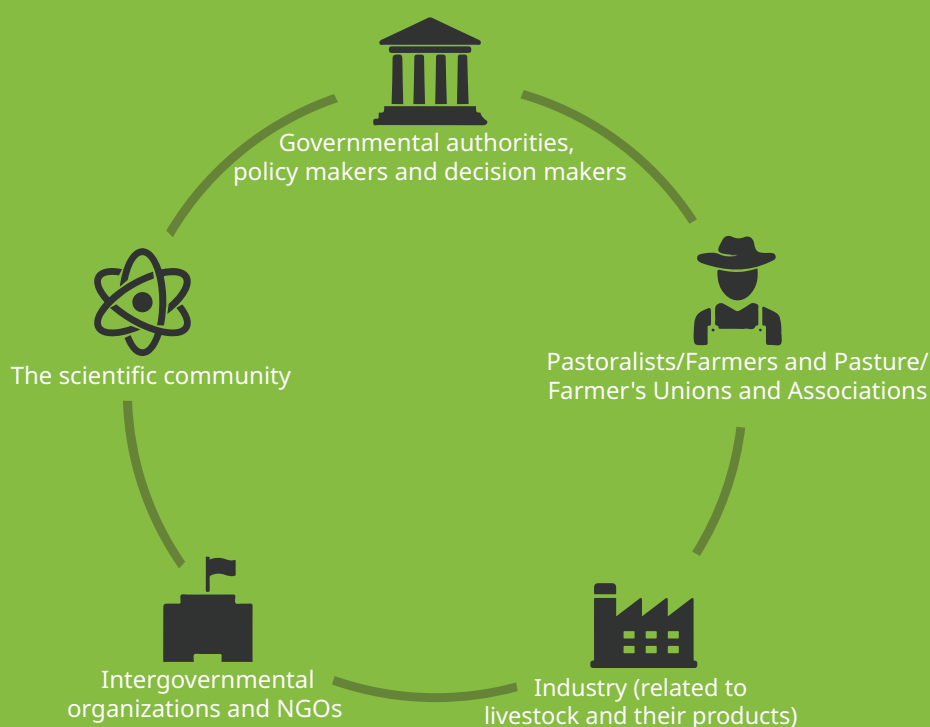 Governmental authorities,
policy makers and decision makers
The scientific community
Pastoralists/Farmers and Pasture/
Farmer's Unions and Associations
Intergovernmental
organizations and NGOs
Industry (related to
livestock and their products)